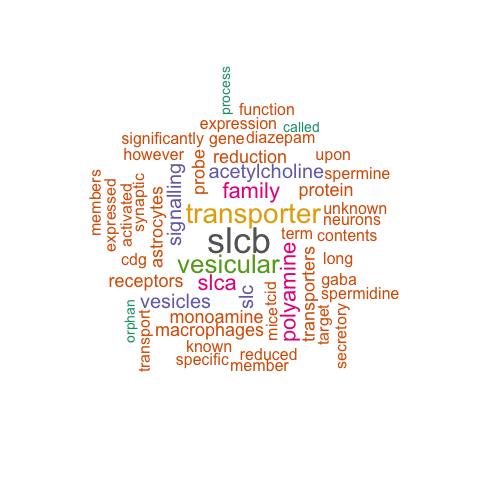 process
function
expression
called
significantly
gene
diazepam
however
probe
reduction
upon
acetylcholine
spermine
members
expressed
activated
synaptic
astrocytes
signalling
family
protein
transporter
unknown
neurons
slcb
term
contents
cdg
vesicular
polyamine
transporters
long
receptors
slca
gaba
vesicles
slc
micetcid
target
spermidine
secretory
orphan
transport
monoamine
macrophages
known
specific
reduced
member